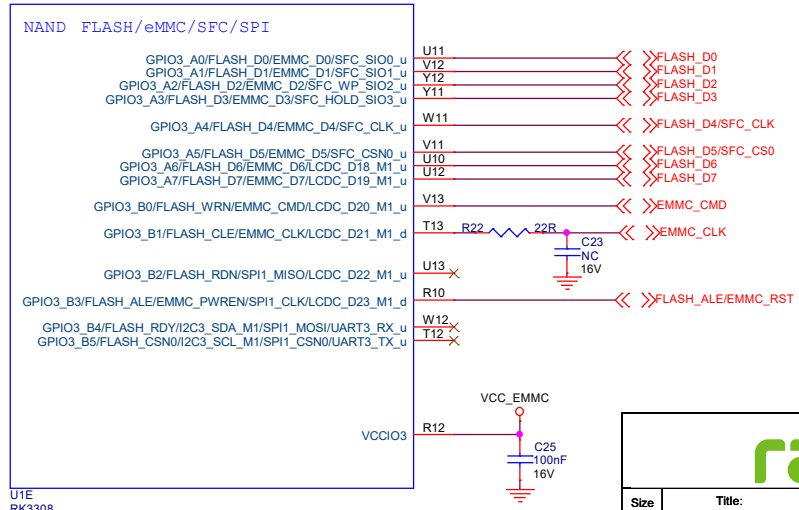 NAND FLASH/eMMC/SFC/SPI
GPIO3_A0/FLASH_D0/EMMC_D0/SFC_SIO0_u U11 FLASH_D0
GPIO3_A1/FLASH_D1/EMMC_D1/SFC_SIO1_u V12 FLASH_D1
GPIO3_A2/FLASH_D2/EMMC_D2/SFC_WP_SIO2_u Y12 FLASH_D2
GPIO3_A3/FLASH_D3/EMMC_D3/SFC_HOLD_SIO3_u Y11 FLASH_D3
GPIO3_A4/FLASH_D4/EMMC_D4/SFC_CLK_u W11 FLASH_D4/SFC_CLK
GPIO3_A5/FLASH_D5/EMMC_D5/SFC_CSN0_u V11 FLASH_D5/SFC_CS0
GPIO3_A6/FLASH_D6/EMMC_D6/LCDC_D18_M1_u U10 FLASH_D6
GPIO3_A7/FLASH_D7/EMMC_D7/LCDC_D19_M1_u U12 FLASH_D7
GPIO3_B0/FLASH_WRN/EMMC_CMD/LCDC_D20_M1_u V13 EMMC_CMD
GPIO3_B1/FLASH_CLE/EMMC_CLK/LCDC_D21_M1_d T13 R22 22R EMMC_CLK
C23
NC
16V
GPIO3_B2/FLASH_RDN/SPI1_MISO/LCDC_D22_M1_u U13
GPIO3_B3/FLASH_ALE/EMMC_PWREN/SPI1_CLK/LCDC_D23_M1_d R10 FLASH_ALE/EMMC_RST
GPIO3_B4/FLASH_RDY/I2C3_SDA_M1/SPI1_MOSI/UART3_RX_u W12
GPIO3_B5/FLASH_CSN0/I2C3_SCL_M1/SPI1_CSN0/UART3_TX_u T12
VCC_EMMC
VCCIO3 R12
C25
100nF
16V
U1E
RK3308
ra
Size Title: